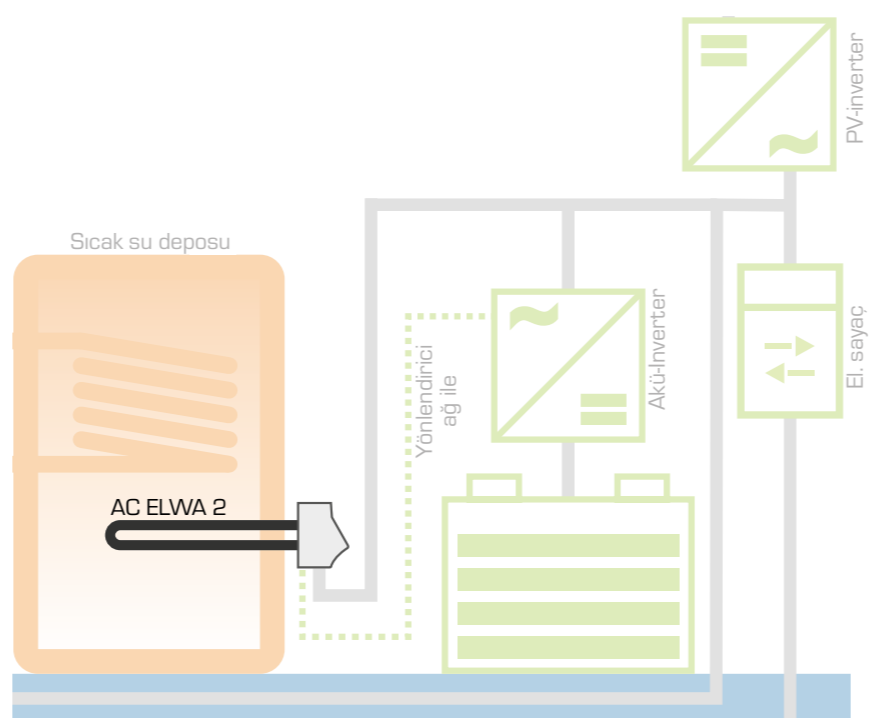 PV-inverter
Sıcak su deposu
Akü-Inverter
El. sayaç
Yönlendirici
ağ ile
AC ELWA 2